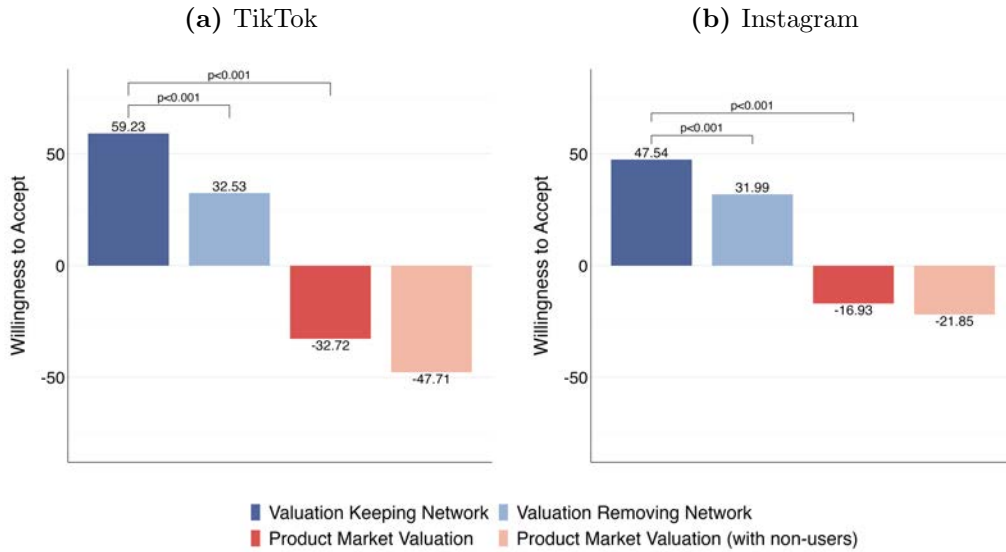 (a) TikTok
(b) Instagram
Willingness to Accept
50
0
-50
p<0.001
p<0.001
59.23
32.53
-32.72
-47.71
Willingness to Accept
50
0
-50
p<0.001
p<0.001
47.54
31.99
-16.93
-21.85
Valuation Keeping Network
Valuation Removing Network
Product Market Valuation
Product Market Valuation (with non-users)